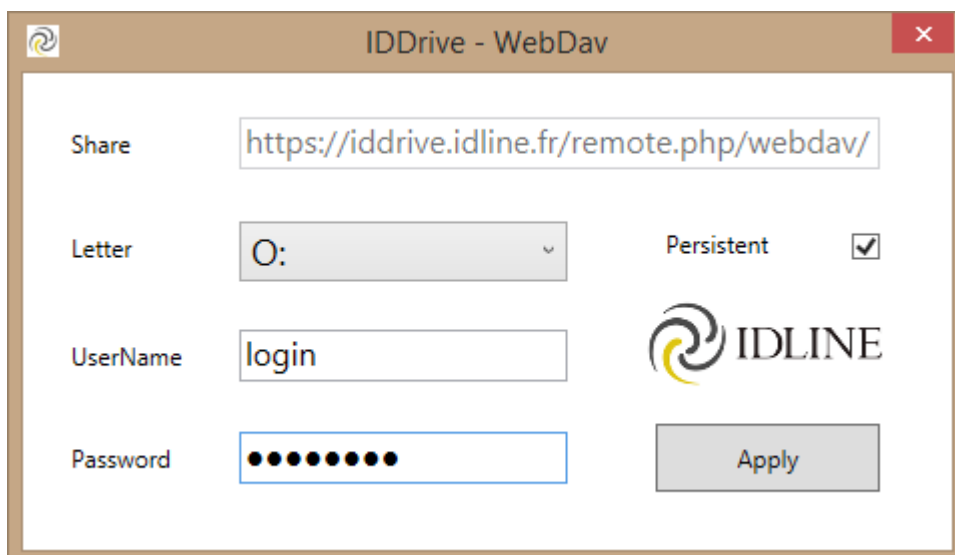 IDDrive - WebDav
Share https://iddrive.idline.fr/remote.php/webdav/
Letter O: Persistent
IDLINE
UserName login
Password ●●●●●●●●
Apply